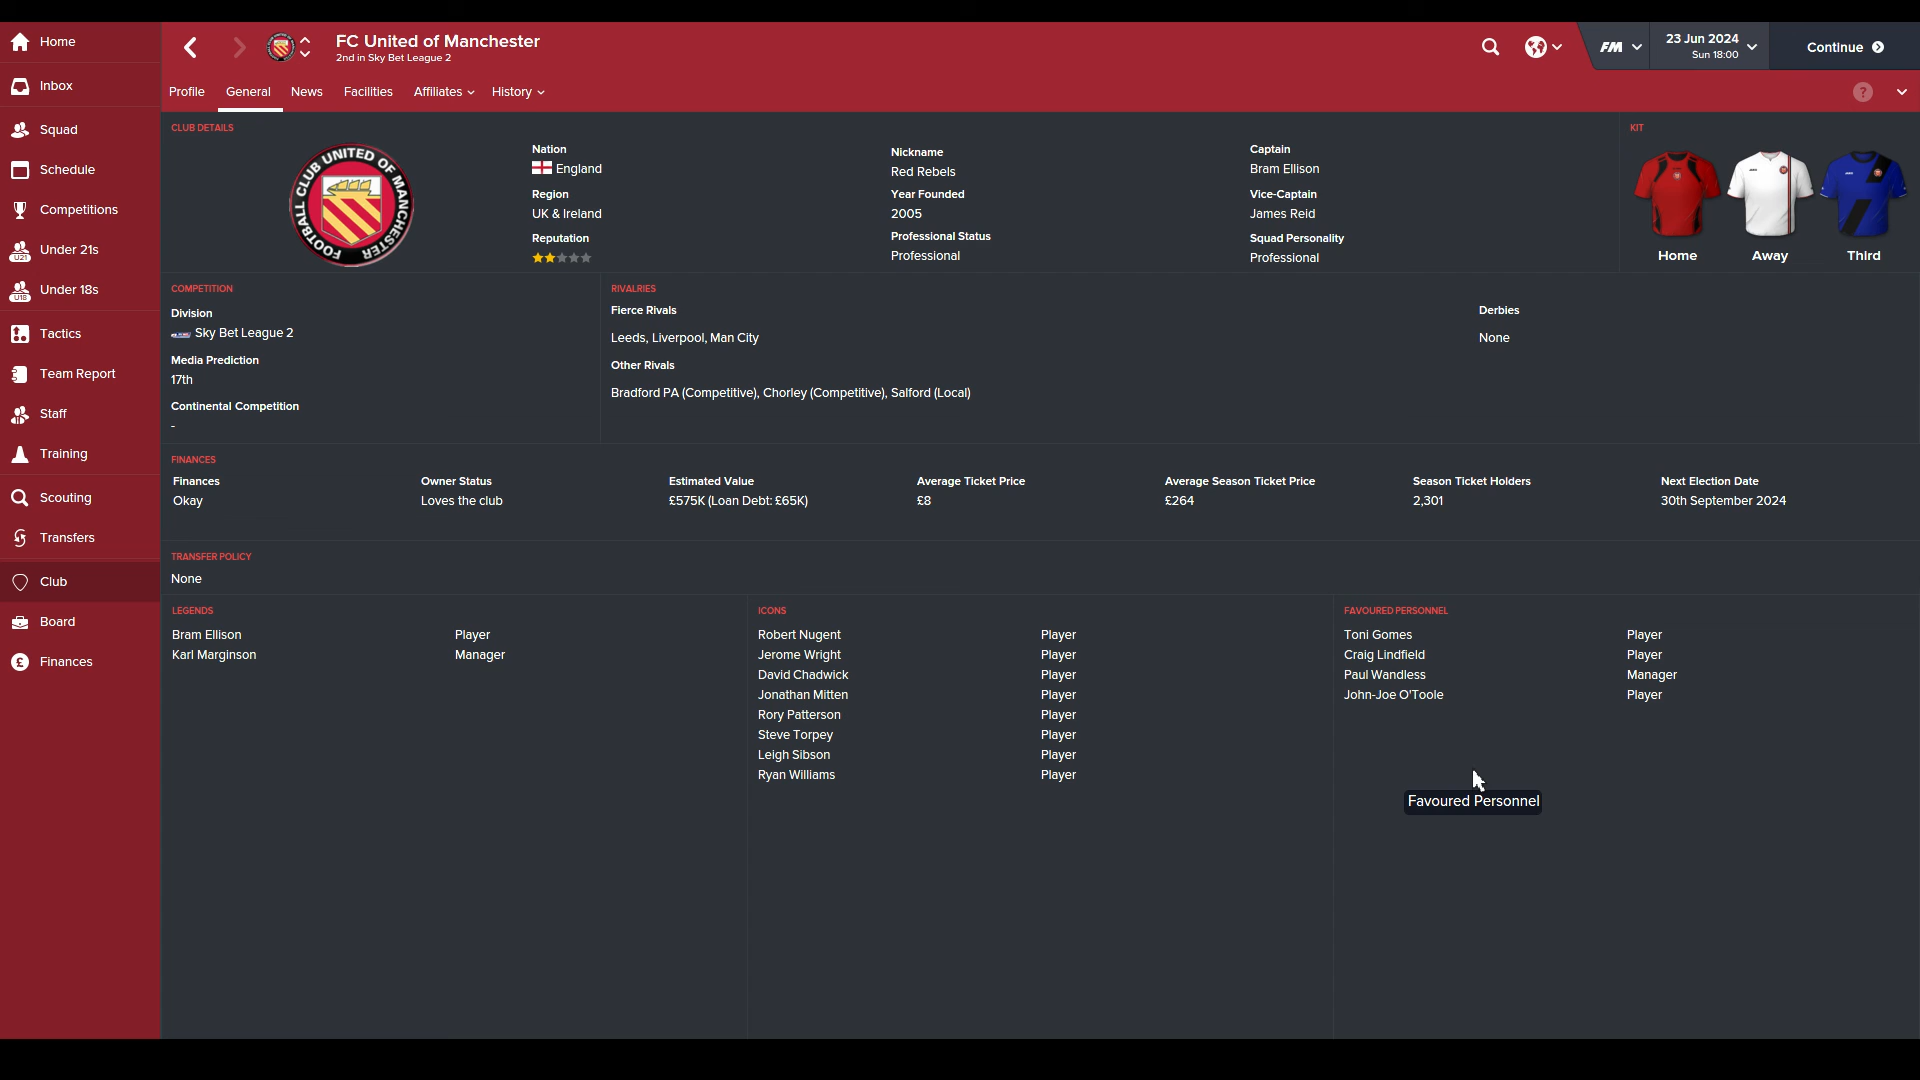 Home
Inbox
Squad
Schedule
Competitions
U21
Under 21s
U18
Under 18s
Tactics
Team Report
Staff
Training
Scouting
Transfers
Club
Board
£
Finances
FC United of Manchester
2nd in Sky Bet League 2
FM
23 Jun 2024
Sun 18:00
Continue
Profile
General
News
Facilities
Affiliates
History
?
CLUB DETAILS
FOOTBALL CLUB UNITED OF MANCHESTER
Nation
England
Region
UK & Ireland
Reputation
Nickname
Red Rebels
Year Founded
2005
Professional Status
Professional
Captain
Bram Ellison
Vice-Captain
James Reid
Squad Personality
Professional
KIT
Home
Away
Third
COMPETITION
Division
Sky Bet League 2
Media Prediction
17th
Continental Competition
-
RIVALRIES
Fierce Rivals
Leeds, Liverpool, Man City
Other Rivals
Bradford PA (Competitive), Chorley (Competitive), Salford (Local)
Derbies
None
FINANCES
Finances
Okay
Owner Status
Loves the club
Estimated Value
£575K (Loan Debt: £65K)
Average Ticket Price
£8
Average Season Ticket Price
£264
Season Ticket Holders
2,301
Next Election Date
30th September 2024
TRANSFER POLICY
None
LEGENDS
Bram Ellison Player
Karl Marginson Manager
ICONS
Robert Nugent Player
Jerome Wright Player
David Chadwick Player
Jonathan Mitten Player
Rory Patterson Player
Steve Torpey Player
Leigh Sibson Player
Ryan Williams Player
FAVOURED PERSONNEL
Toni Gomes Player
Craig Lindfield Player
Paul Wandless Manager
John-Joe O'Toole Player
Favoured Personnel